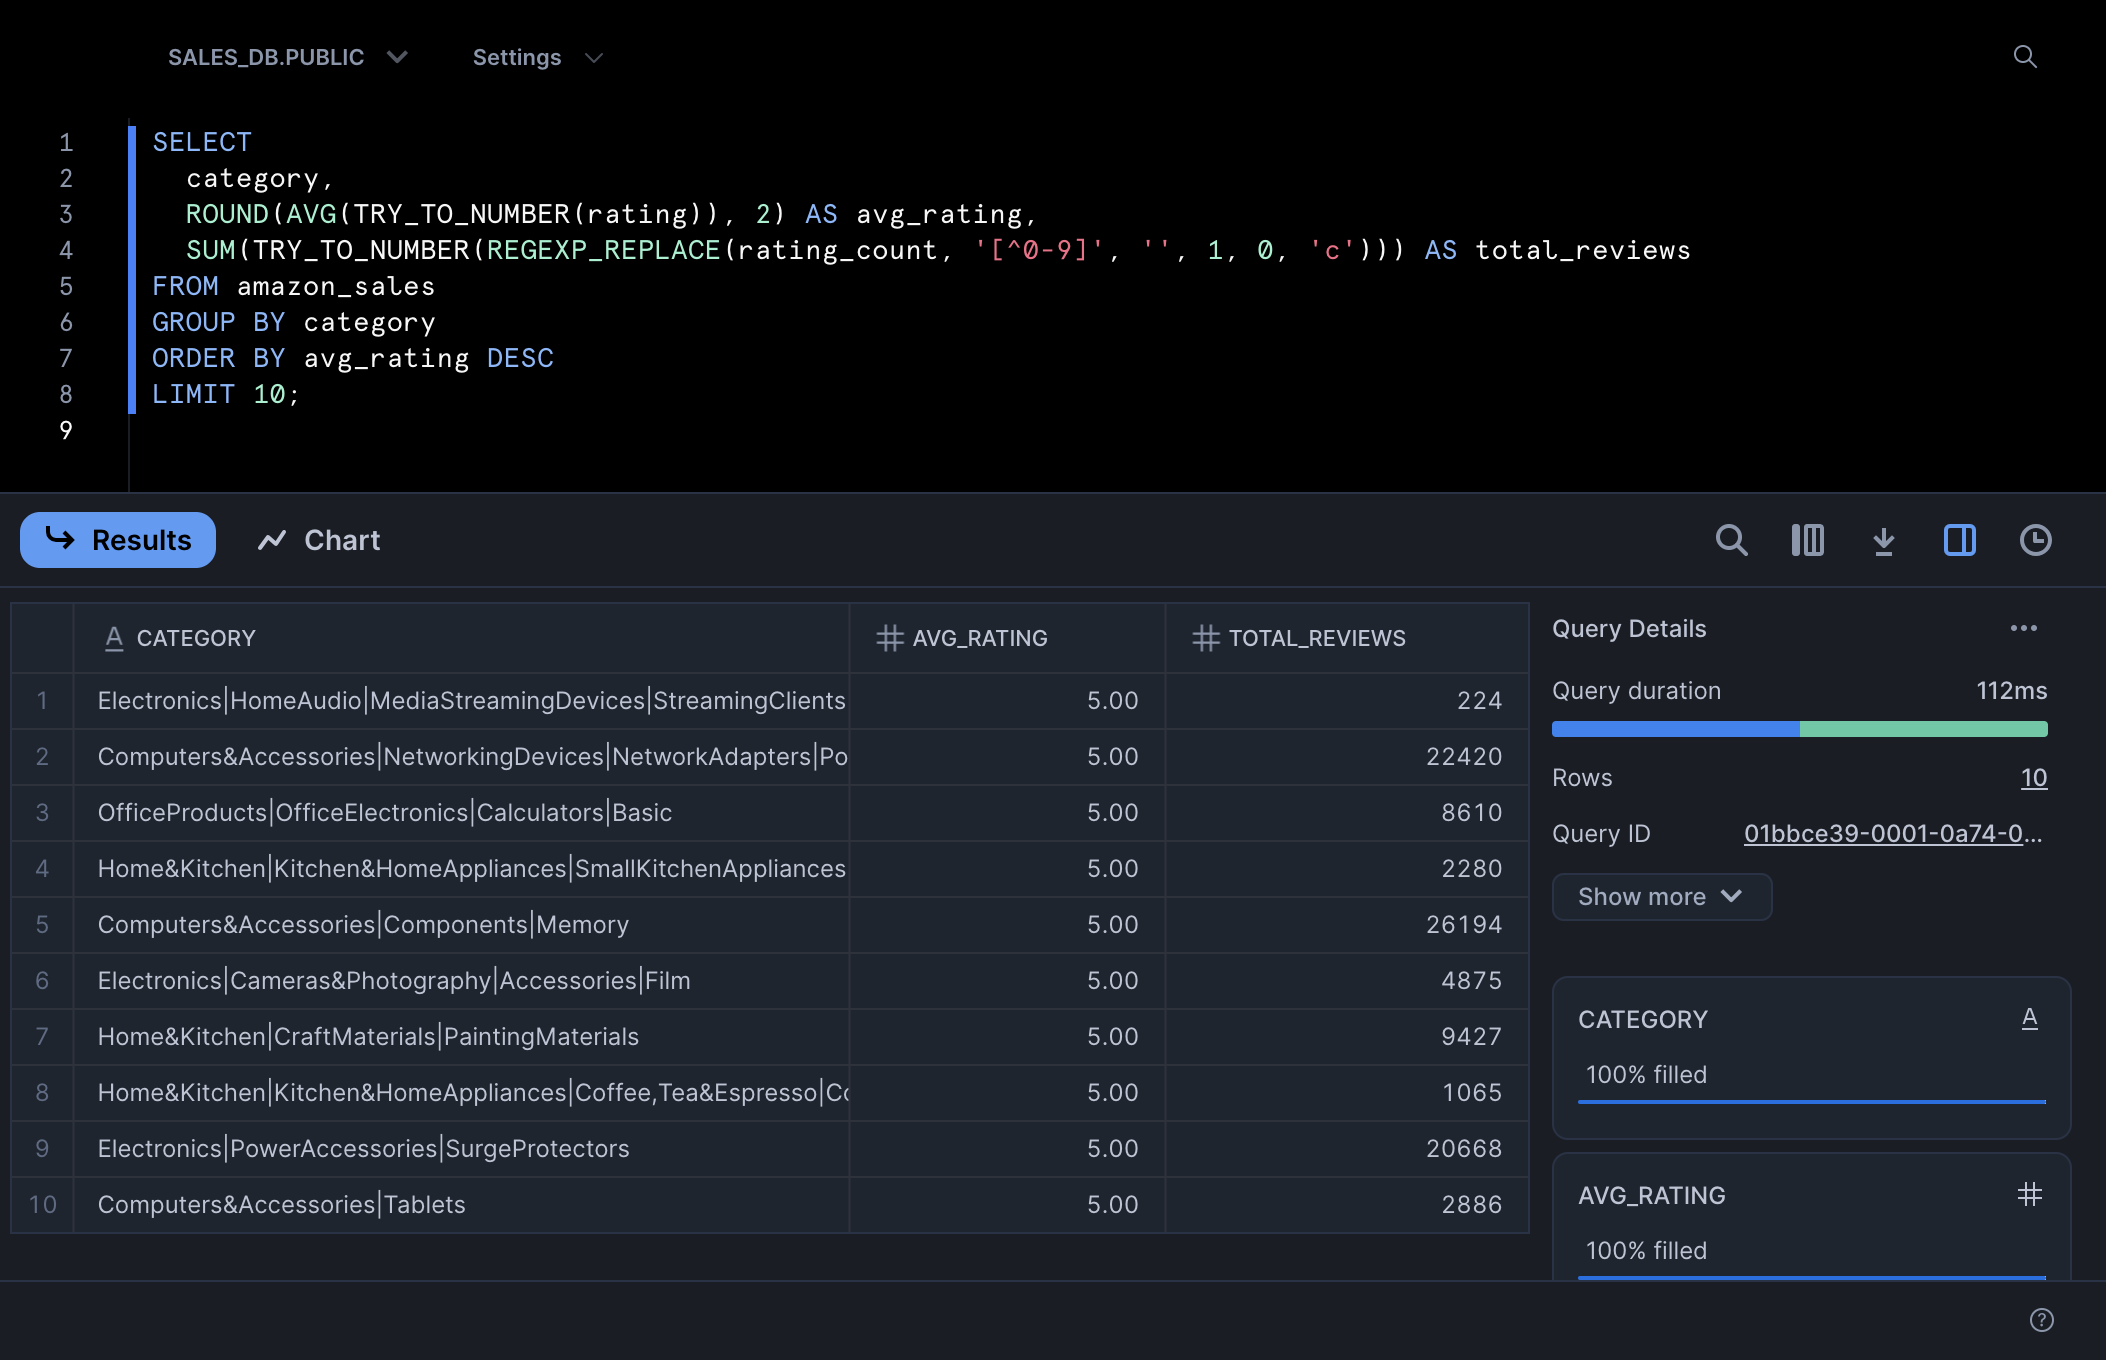 SALES_DB.PUBLIC Settings
1 SELECT
2 category,
3 ROUND(AVG(TRY_TO_NUMBER(rating)), 2) AS avg_rating,
4 SUM(TRY_TO_NUMBER(REGEXP_REPLACE(rating_count, '[^0-9]', '', 1, 0, 'c'))) AS total_reviews
5 FROM amazon_sales
6 GROUP BY category
7 ORDER BY avg_rating DESC
8 LIMIT 10;
9
Results Chart
A CATEGORY # AVG_RATING # TOTAL_REVIEWS
1 Electronics|HomeAudio|MediaStreamingDevices|StreamingClients 5.00 224
2 Computers&Accessories|NetworkingDevices|NetworkAdapters|Po 5.00 22420
3 OfficeProducts|OfficeElectronics|Calculators|Basic 5.00 8610
4 Home&Kitchen|Kitchen&HomeAppliances|SmallKitchenAppliances 5.00 2280
5 Computers&Accessories|Components|Memory 5.00 26194
6 Electronics|Cameras&Photography|Accessories|Film 5.00 4875
7 Home&Kitchen|CraftMaterials|PaintingMaterials 5.00 9427
8 Home&Kitchen|Kitchen&HomeAppliances|Coffee,Tea&Espresso|Co 5.00 1065
9 Electronics|PowerAccessories|SurgeProtectors 5.00 20668
10 Computers&Accessories|Tablets 5.00 2886
Query Details ...
Query duration 112ms
Rows 10
Query ID 01bbce39-0001-0a74-0...
Show more
CATEGORY A
100% filled
AVG_RATING #
100% filled
?